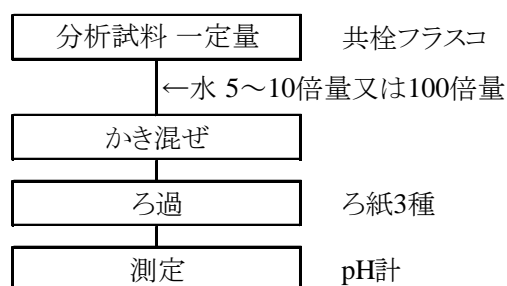 分析試料 一定量 共栓フラスコ
←水 5～10倍量又は100倍量
かき混ぜ
ろ過 ろ紙3種
測定 pH計